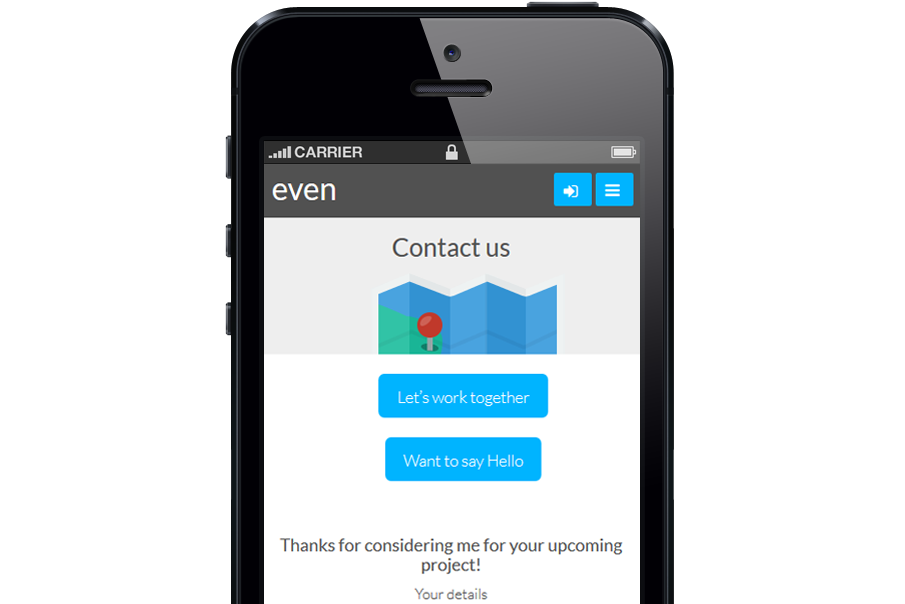 CARRIER
even
Contact us
Let's work together
Want to say Hello
Thanks for considering me for your upcoming
project!
Your details